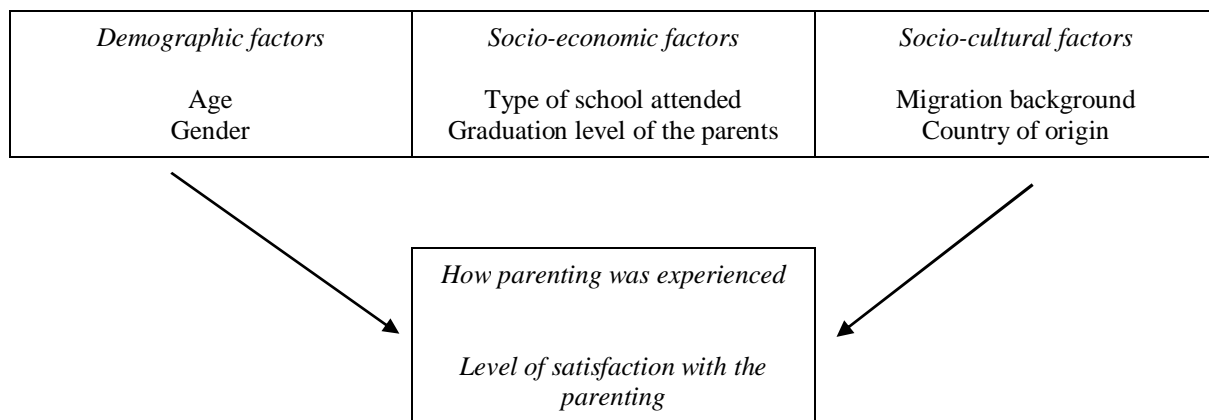 Demographic factors
Age
Gender
Socio-economic factors
Type of school attended
Graduation level of the parents
Socio-cultural factors
Migration background
Country of origin
How parenting was experienced
Level of satisfaction with the
parenting